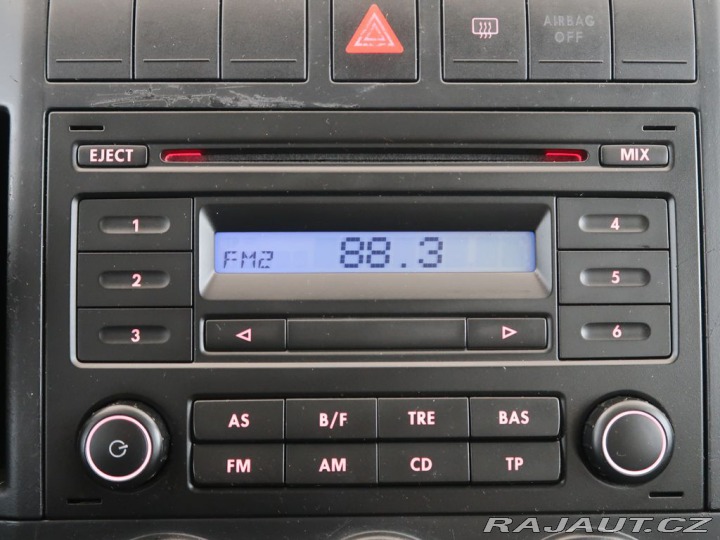 AIRBAG
OFF
EJECT
MIX
1
4
FM2 88.3
2
5
3
6
AS B/F TRE BAS
FM AM CD TP
RAJAUT.CZ